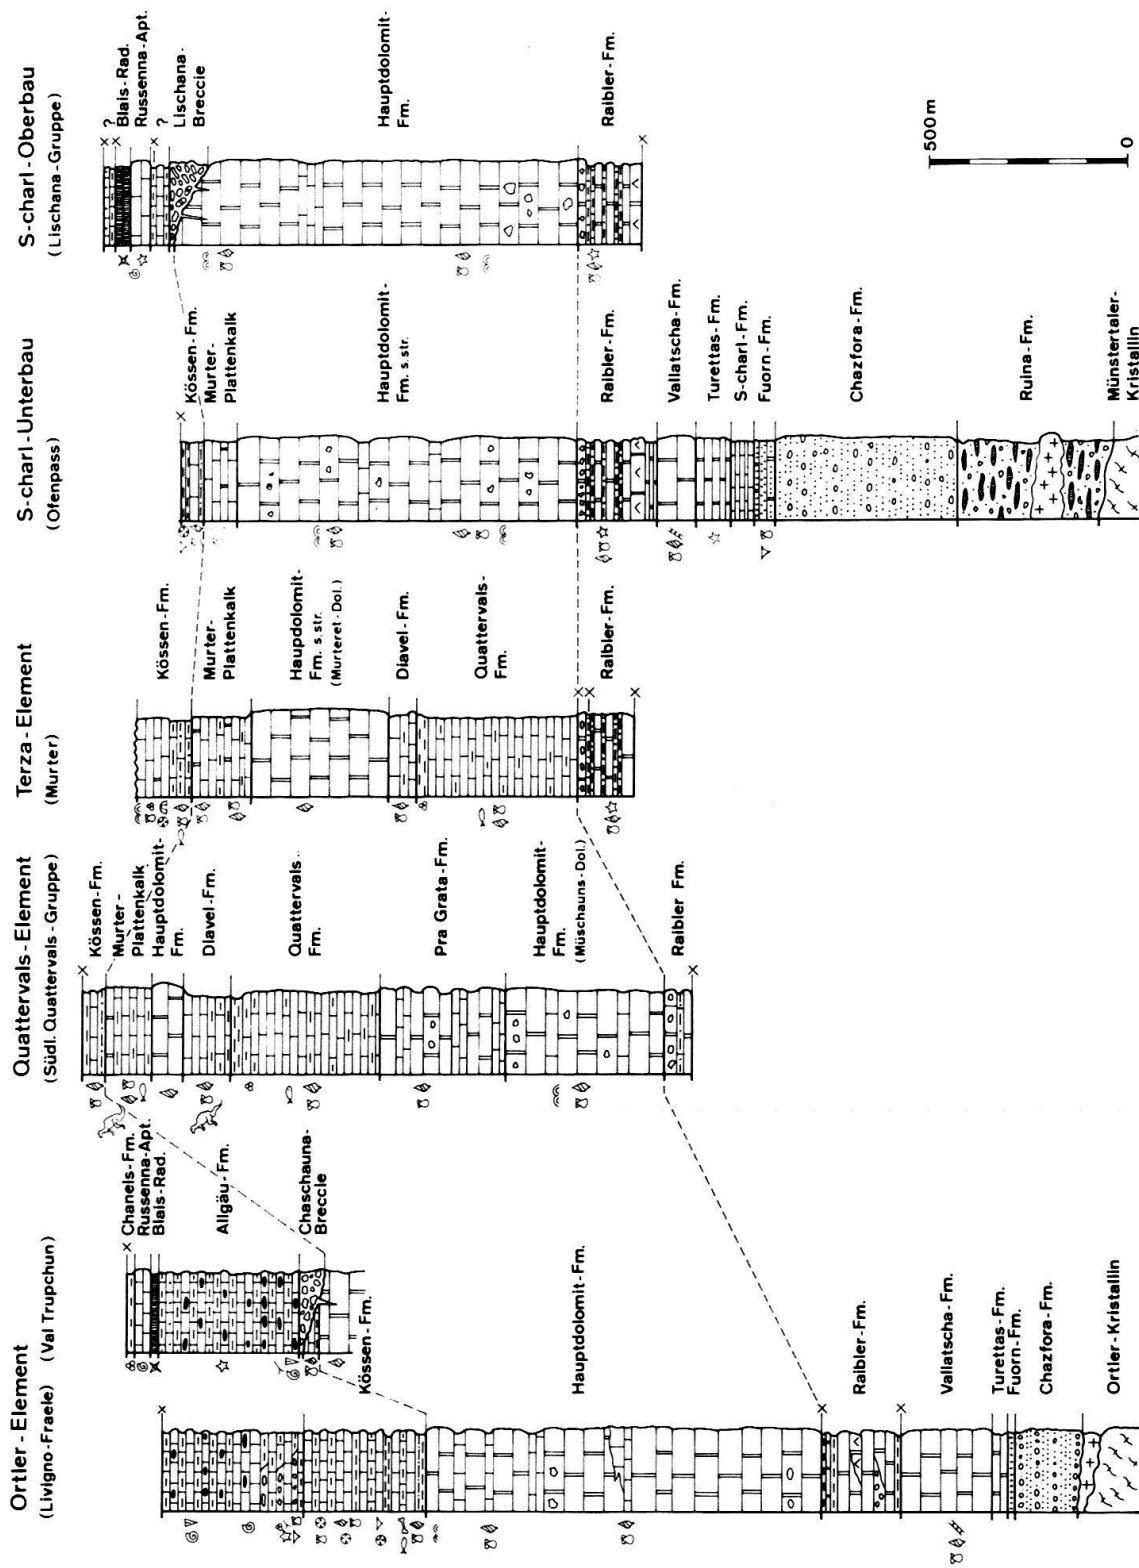 Ortler-Element
(Livigno-Fraele) (Val Trupchun)
Chanels-Fm.
Russenna-Apt.
Blais-Rad.
Allgäu-Fm.
Chaschauna-
Breccie
Kössen-Fm.
Hauptdolomit-Fm.
Raibler-Fm.
Vallatscha-Fm.
Turettas-Fm.
Fuorn-Fm.
Chazfora-Fm.
Ortler-Kristallin
Quattervals-Element
(Südl. Quattervals-Gruppe)
Kössen-Fm.
Murter-
Plattenkalk
Hauptdolomit-
Fm.
Diavel-Fm.
Quattervals-
Fm.
Pra Grata-Fm.
Hauptdolomit-
Fm.
(Müschauns-Dol.)
Raibler Fm.
Terza-Element
(Murter)
Kössen-Fm.
Murter-
Plattenkalk
Haupdolomit-
Fm. s.str.
(Murteret-Dol.)
Diavel-Fm.
Quattervals-
Fm.
Raibler-Fm.
S-charl-Unterbau
(Ofenpass)
Kössen-Fm.
Murter-
Plattenkalk
Hauptdolomit-
Fm. s.str.
Raibler-Fm.
Vallatscha-Fm.
Turettas-Fm.
S-charl-Fm.
Fuorn-Fm.
Chazfora-Fm.
Ruina-Fm.
Münstertaler-
Kristallin
S-charl-Oberbau
(Lischana-Gruppe)
?
Blais-Rad.
Russenna-Apt.
?
Lischana-
Breccie
Hauptdolomit-
Fm.
Raibler-Fm.
500m
0